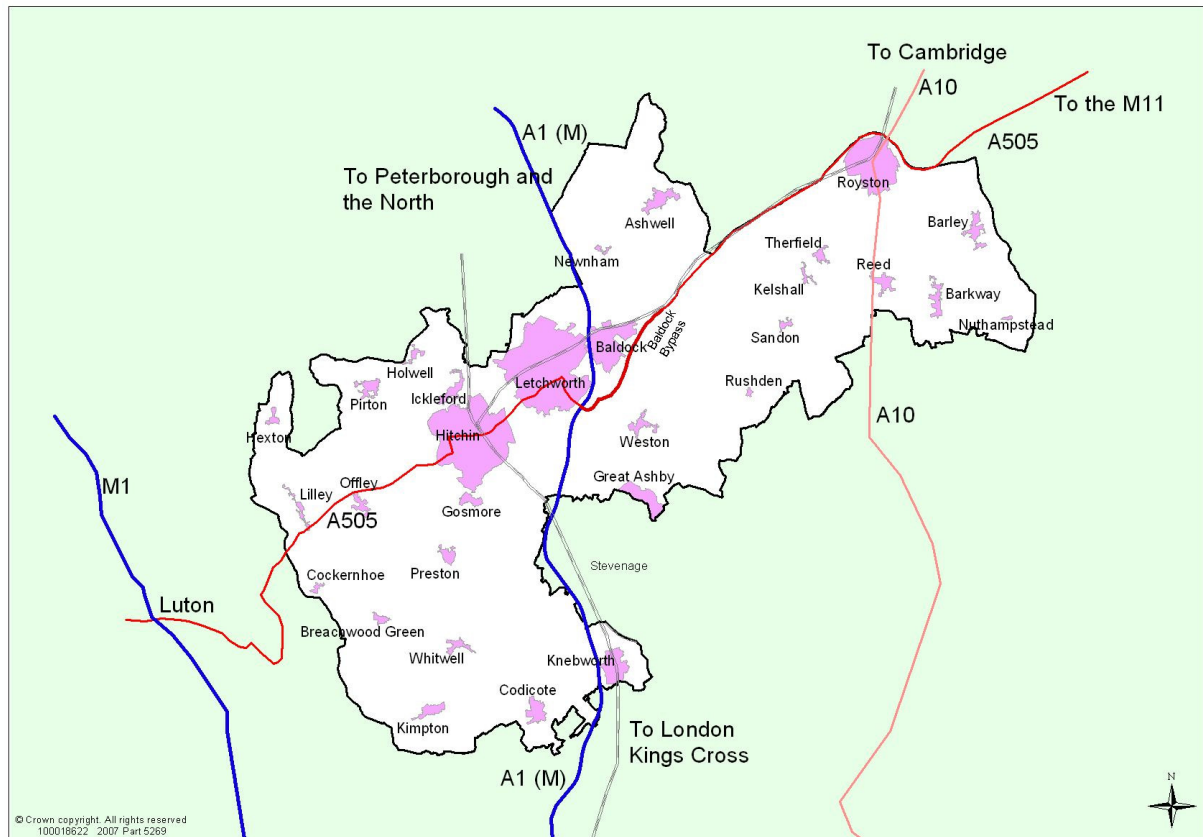 To Cambridge
A10
To the M11
A505
A1 (M)
To Peterborough and
the North
Royston
Ashwell
Barley
Therfield
Newnham
Reed
Kelshall
Barkway
Nuthampstead
Baldock
Bypass
Sandon
Baldock
Holwell
Letchworth
Ickleford
Pirton
Rushden
A10
Hexton
Hitchin
Weston
Great Ashby
M1
Offley
Lilley
Gosmore
A505
Stevenage
Preston
Cockernhoe
Luton
Breachwood Green
Whitwell
Knebworth
Codicote
Kimpton
To London
Kings Cross
A1 (M)
N
© Crown copyright. All rights reserved
100018622 2007 Part 5269